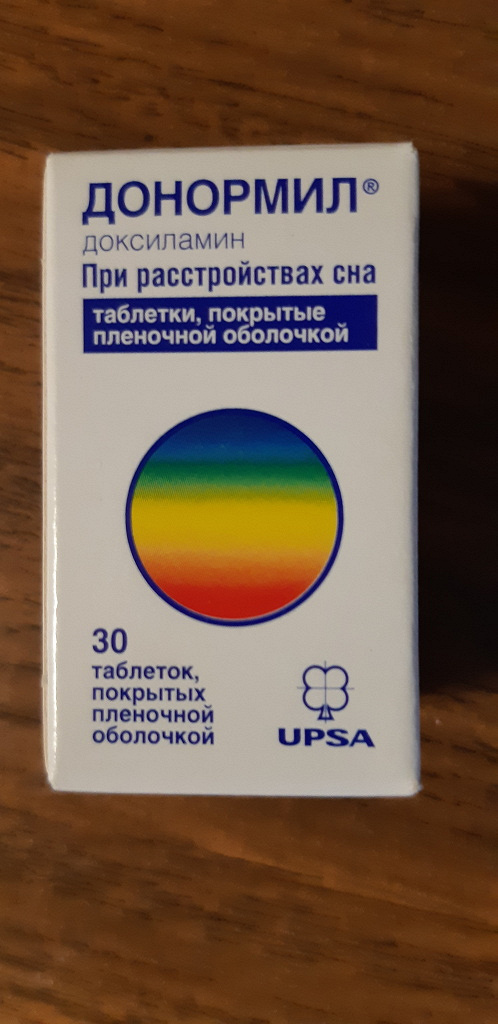 ДОНОРМИЛ®
доксиламин
При расстройствах сна
таблетки, покрытые
пленочной оболочкой
30
таблеток,
покрытых
пленочной
оболочкой
UPSA